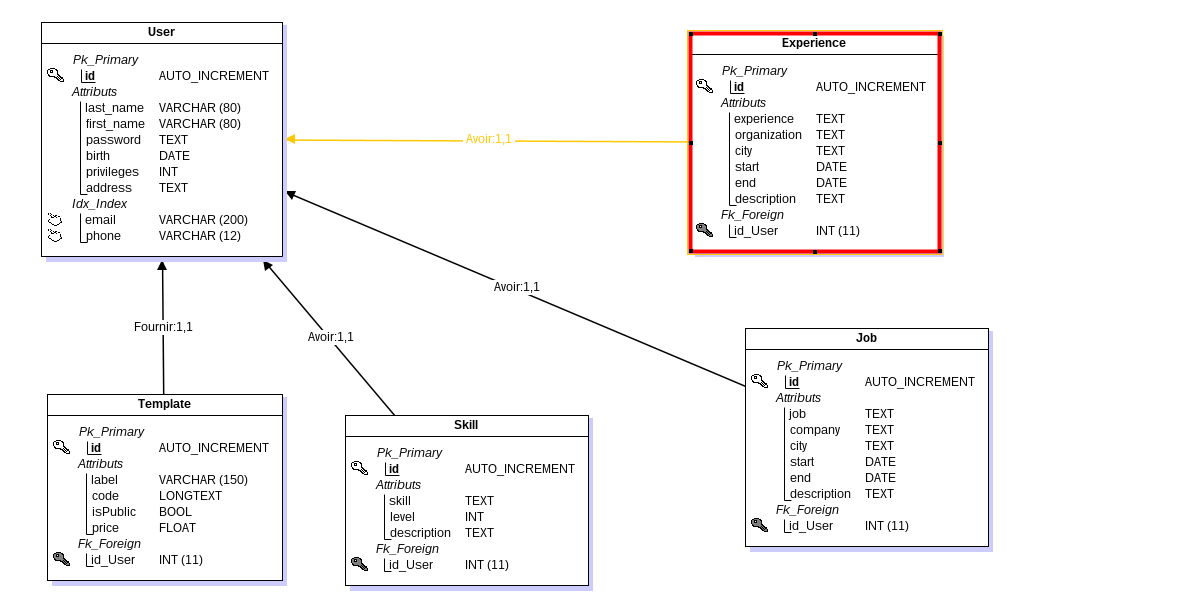 User
Pk_Primary
id AUTO_INCREMENT
Attributs
last_name VARCHAR (80)
first_name VARCHAR (80)
password TEXT
birth DATE
privileges INT
address TEXT
Idx_Index
email VARCHAR (200)
phone VARCHAR (12)
Experience
Pk_Primary
id AUTO_INCREMENT
Attributs
experience TEXT
organization TEXT
city TEXT
start DATE
end DATE
description TEXT
Fk_Foreign
id_User INT (11)
Avoir:1,1
Avoir:1,1
Fournir:1,1
Avoir:1,1
Job
Pk_Primary
id AUTO_INCREMENT
Attributs
job TEXT
company TEXT
city TEXT
start DATE
end DATE
description TEXT
Fk_Foreign
id_User INT (11)
Template
Pk_Primary
id AUTO_INCREMENT
Attributs
label VARCHAR (150)
code LONGTEXT
isPublic BOOL
price FLOAT
Fk_Foreign
id_User INT (11)
Skill
Pk_Primary
id AUTO_INCREMENT
Attributs
skill TEXT
level INT
description TEXT
Fk_Foreign
id_User INT (11)